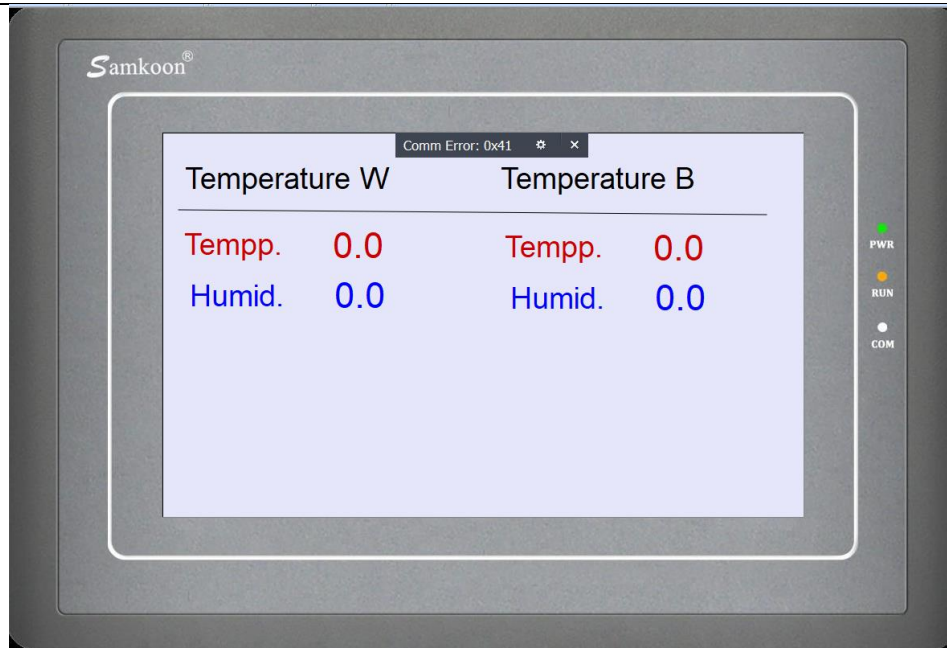 Samkoon®
Comm Error: 0x41
Temperature W Temperature B
Tempp. 0.0 Tempp. 0.0
PWR
Humid. 0.0 Humid. 0.0
RUN
COM